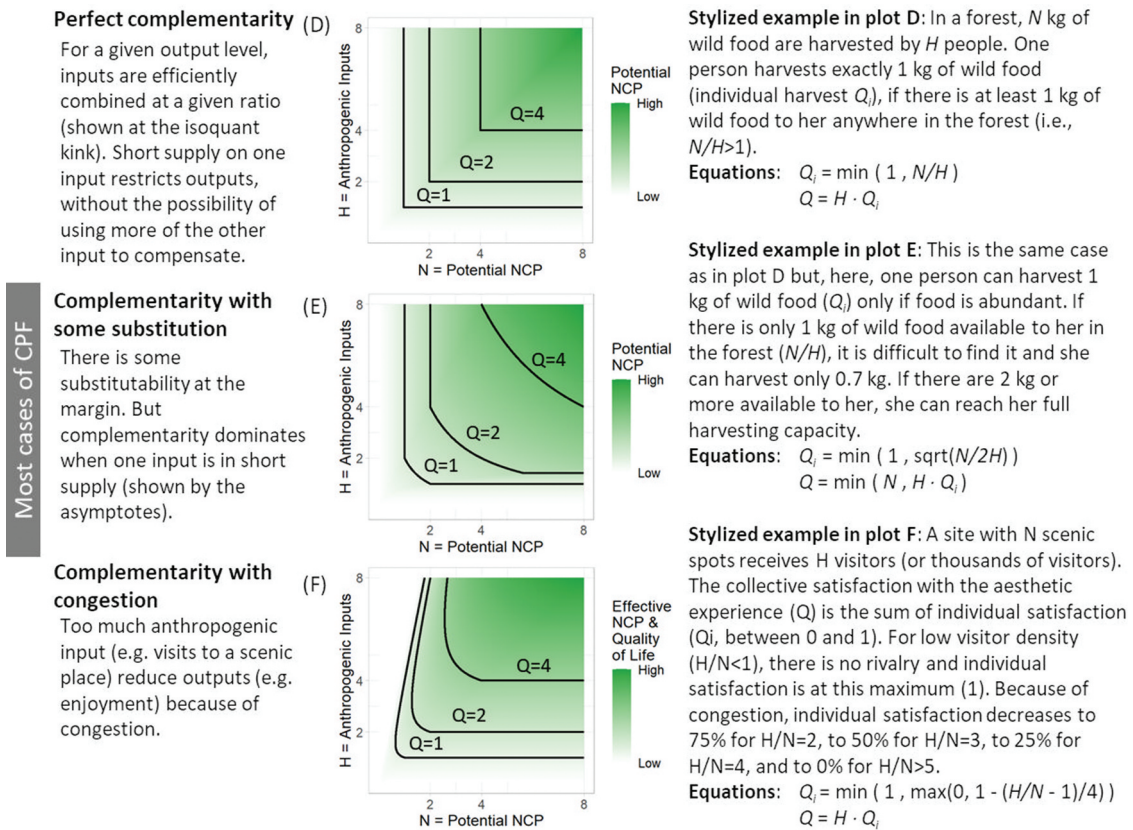 Most cases of CPF
Perfect complementarity
For a given output level,
inputs are efficiently
combined at a given ratio
(shown at the isoquant
kink). Short supply on one
input restricts outputs,
without the possibility of
using more of the other
input to compensate.
(D)
H = Anthropogenic Inputs
8
4
2
Q=4
Q=2
Q=1
2 4 8
N = Potential NCP
Potential
NCP
High
Low
Stylized example in plot D: In a forest, N kg of
wild food are harvested by H people. One
person harvests exactly 1 kg of wild food
(individual harvest Qi), if there is at least 1 kg of
wild food to her anywhere in the forest (i.e.,
N/H>1).
Equations: Qi = min ( 1 , N/H )
Q = H · Qi
Complementarity with
some substitution
There is some
substitutability at the
margin. But
complementarity dominates
when one input is in short
supply (shown by the
asymptotes).
(E)
H = Anthropogenic Inputs
8
4
2
Q=4
Q=2
Q=1
2 4 8
N = Potential NCP
Potential
NCP
High
Low
Stylized example in plot E: This is the same case
as in plot D but, here, one person can harvest 1
kg of wild food (Qi) only if food is abundant. If
there is only 1 kg of wild food available to her in
the forest (N/H), it is difficult to find it and she
can harvest only 0.7 kg. If there are 2 kg or
more available to her, she can reach her full
harvesting capacity.
Equations: Qi = min ( 1 , sqrt(N/2H) )
Q = min ( N , H · Qi )
Complementarity with
congestion
Too much anthropogenic
input (e.g. visits to a scenic
place) reduce outputs (e.g.
enjoyment) because of
congestion.
(F)
H = Anthropogenic Inputs
8
4
2
Q=4
Q=2
Q=1
2 4 8
N = Potential NCP
Effective
NCP &
Quality
of Life
High
Low
Stylized example in plot F: A site with N scenic
spots receives H visitors (or thousands of visitors).
The collective satisfaction with the aesthetic
experience (Q) is the sum of individual satisfaction
(Qi, between 0 and 1). For low visitor density
(H/N<1), there is no rivalry and individual
satisfaction is at this maximum (1). Because of
congestion, individual satisfaction decreases to
75% for H/N=2, to 50% for H/N=3, to 25% for
H/N=4, and to 0% for H/N>5.
Equations: Qi = min ( 1 , max(0, 1 - (H/N - 1)/4) )
Q = H · Qi